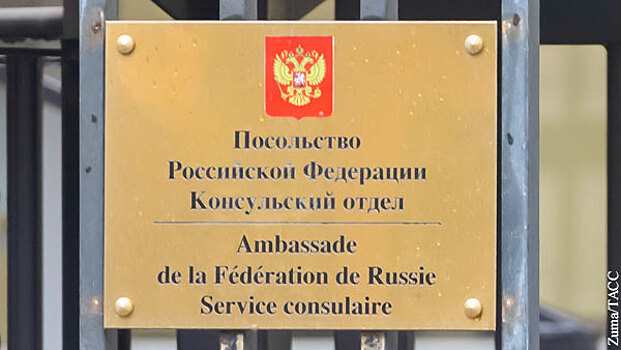 Посольство
Российской Федерации
Консульский отдел
Ambassade
de la Fédération de Russie
Service consulaire
Zuma/ТАСС